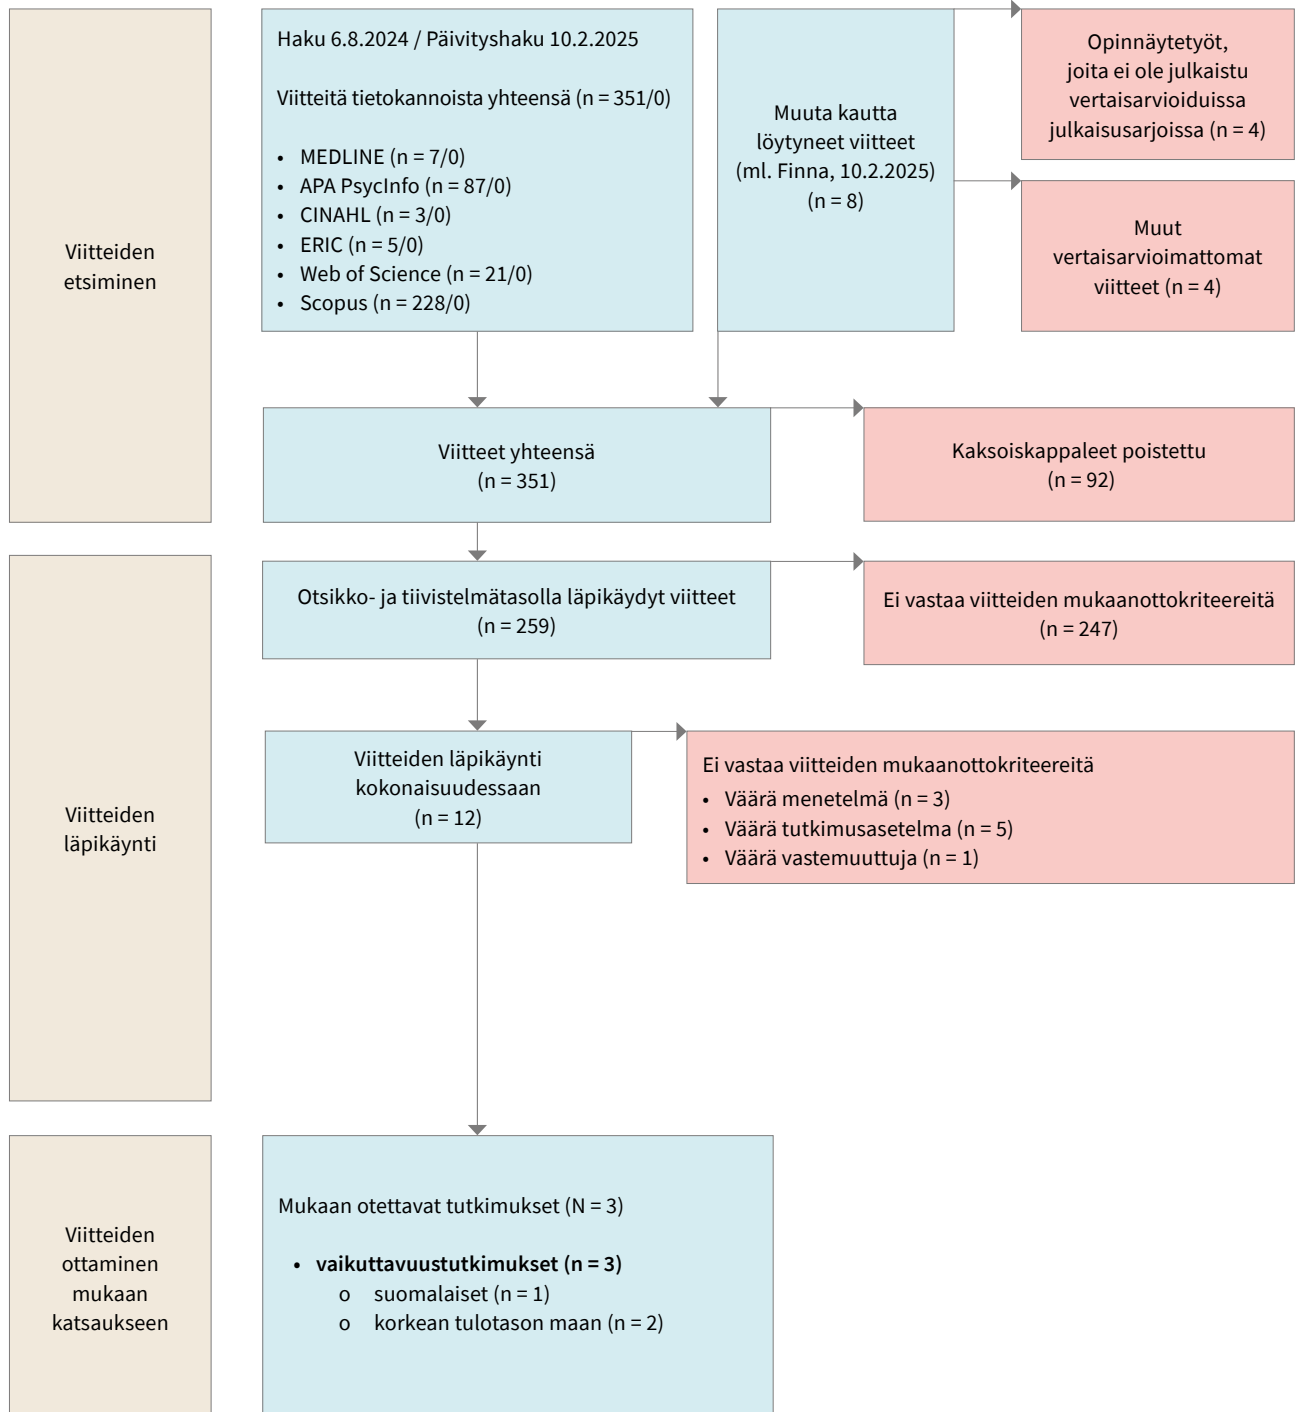 Viitteiden
etsiminen
Haku 6.8.2024 / Päivityshaku 10.2.2025
Viitteitä tietokannoista yhteensä (n = 351/0)
• MEDLINE (n = 7/0)
• APA PsycInfo (n = 87/0)
• CINAHL (n = 3/0)
• ERIC (n = 5/0)
• Web of Science (n = 21/0)
• Scopus (n = 228/0)
Muuta kautta
löytyneet viitteet
(ml. Finna, 10.2.2025)
(n = 8)
Opinnäytetyöt,
joita ei ole julkaistu
vertaisarvioiduissa
julkaisusarjoissa (n = 4)
Muut
vertaisarvioimattomat
viitteet (n = 4)
Viitteet yhteensä
(n = 351)
Kaksoiskappaleet poistettu
(n = 92)
Viitteiden
läpikäynti
Otsikko- ja tiivistelmätasolla läpikäydyt viitteet
(n = 259)
Ei vastaa viitteiden mukaanottokriteereitä
(n = 247)
Viitteiden läpikäynti
kokonaisuudessaan
(n = 12)
Ei vastaa viitteiden mukaanottokriteereitä
• Väärä menetelmä (n = 3)
• Väärä tutkimusasetelma (n = 5)
• Väärä vastemuuttuja (n = 1)
Viitteiden
ottaminen
mukaan
katsaukseen
Mukaan otettavat tutkimukset (N = 3)
• vaikuttavuustutkimukset (n = 3)
o suomalaiset (n = 1)
o korkean tulotason maan (n = 2)